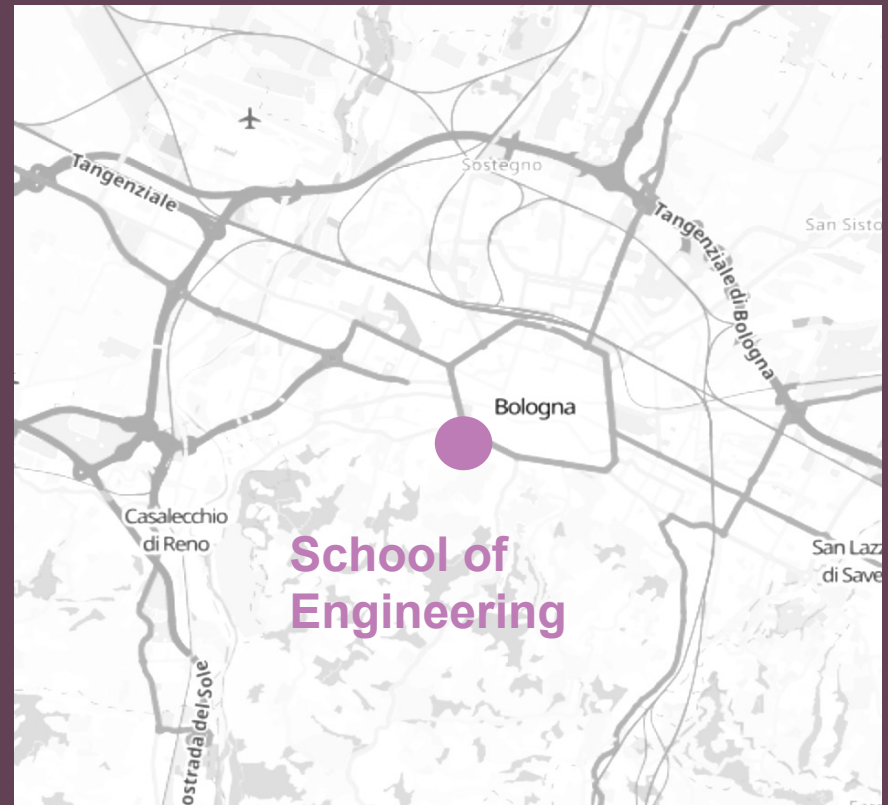 Sostegno
Tangenziale
San Sisto
Tangenziale di Bologna
Bologna
Casalecchio
di Reno
School of
Engineering
San Lazz
di Save
ostrada del Sole